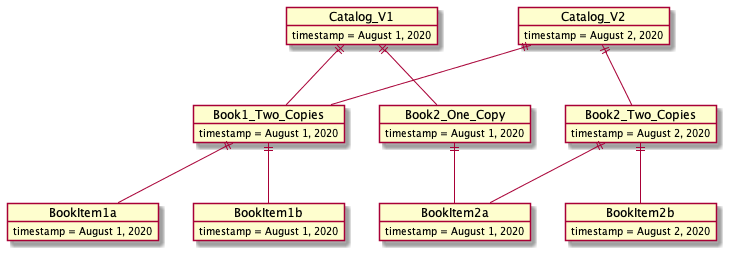 Catalog_V1
timestamp = August 1, 2020
Catalog_V2
timestamp = August 2, 2020
Book1_Two_Copies
timestamp = August 1, 2020
Book2_One_Copy
timestamp = August 1, 2020
Book2_Two_Copies
timestamp = August 2, 2020
BookItem1a
timestamp = August 1, 2020
BookItem1b
timestamp = August 1, 2020
BookItem2a
timestamp = August 1, 2020
BookItem2b
timestamp = August 2, 2020